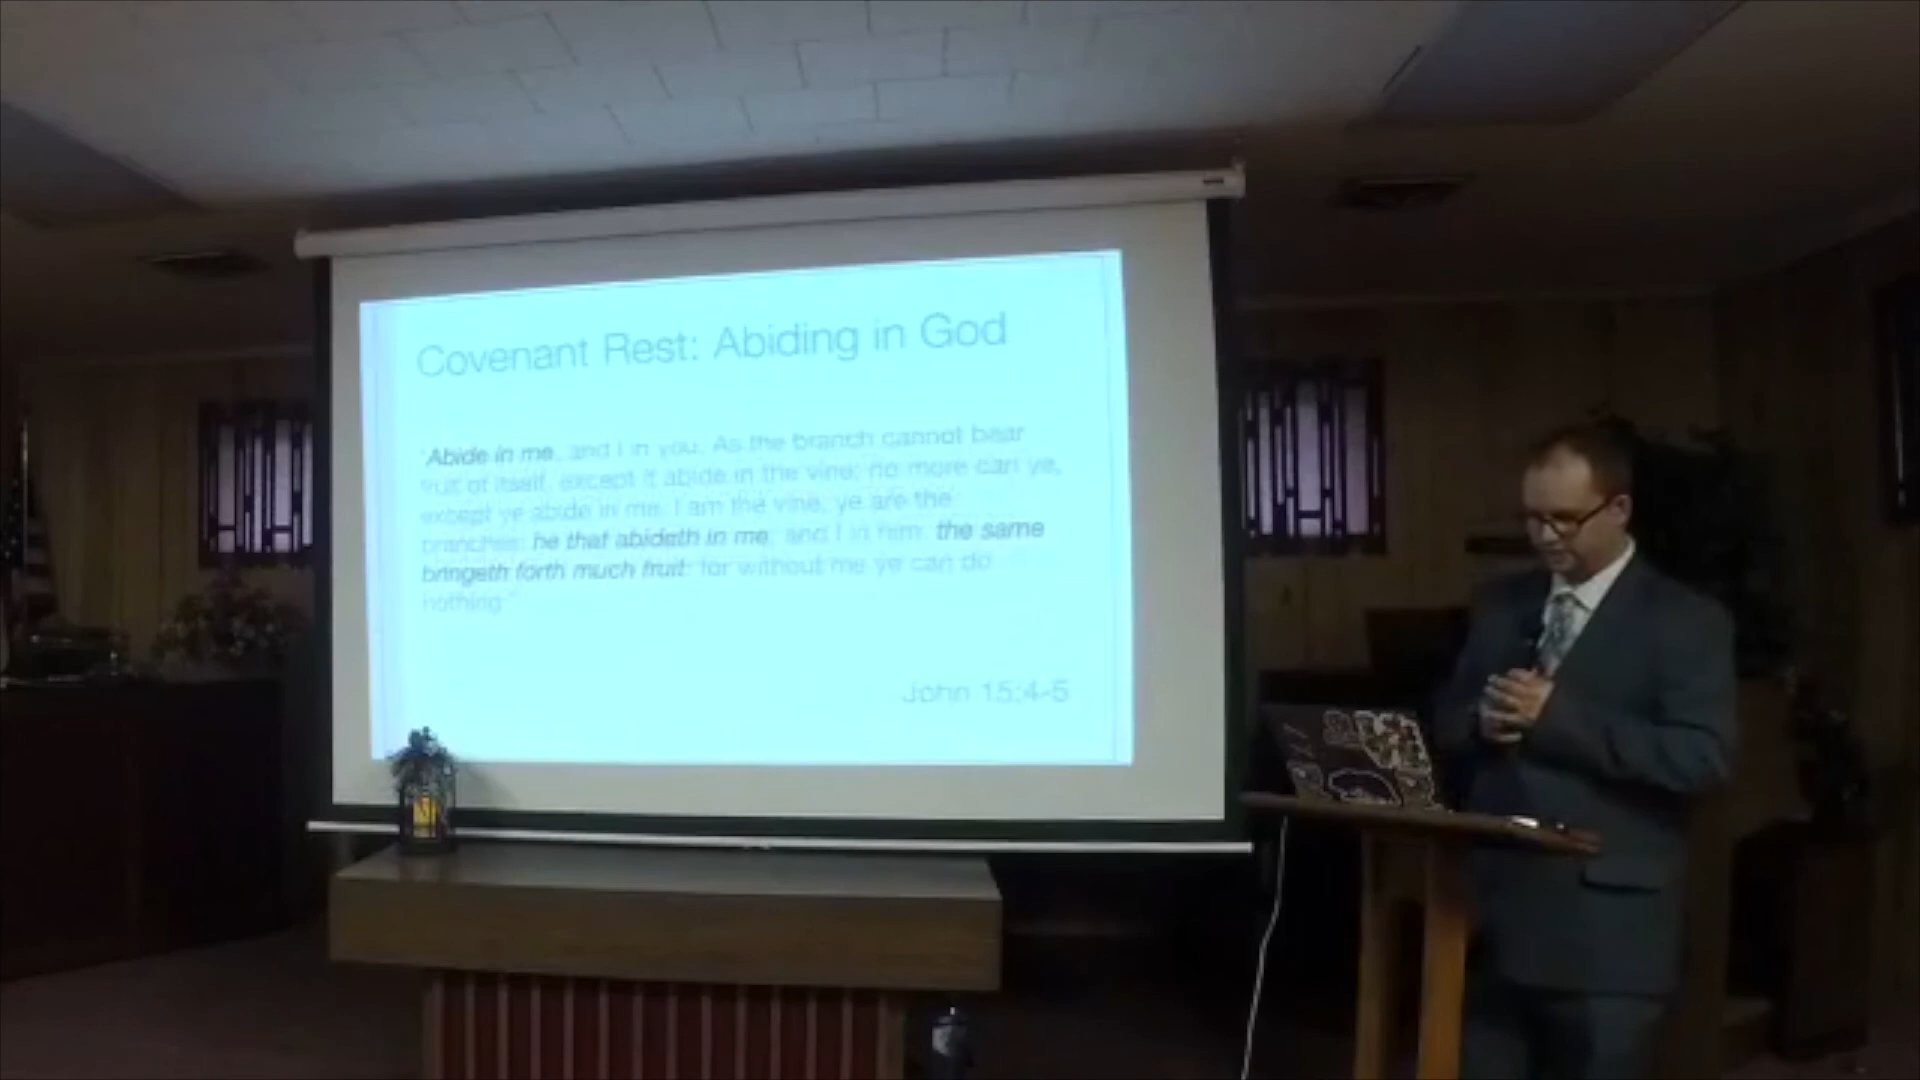 Covenant Rest: Abiding in God
"Abide in me, and I in you. As the branch cannot bear
fruit of itself, except it abide in the vine; no more can ye,
except ye abide in me. I am the vine, ye are the
branches: he that abideth in me, and I in him, the same
bringeth forth much fruit: for without me ye can do
nothing."
John 15:4-5